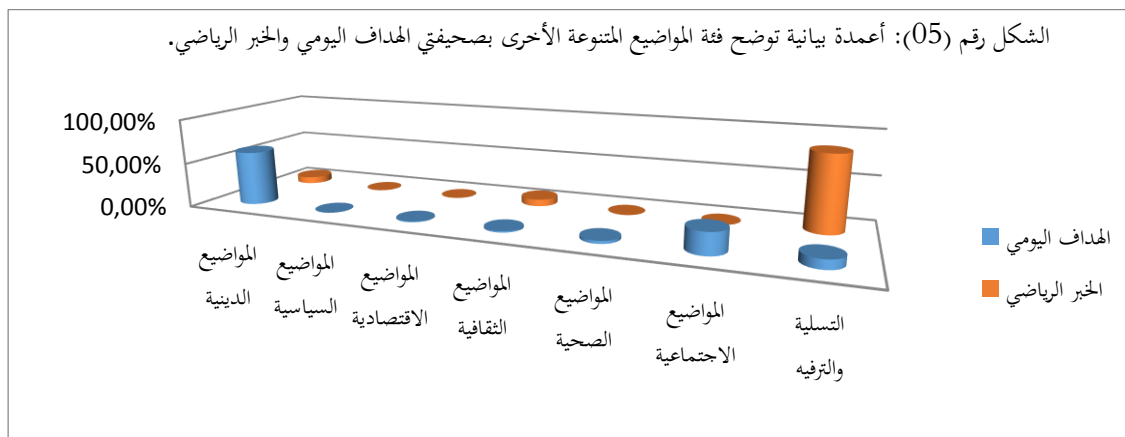 الشكل رقم (05): أعمدة بيانية توضح فئة المواضيع المتنوعة الأخرى بصحيفتي الهداف اليومي والخبر الرياضي.
100,00%
50,00%
0,00%
المواضيع
الدينية
المواضيع
السياسية
المواضيع
الاقتصادية
المواضيع
الثقافية
المواضيع
الصحية
المواضيع
الاجتماعية
التسلية
والترفيه
الهداف اليومي
الخبر الرياضي